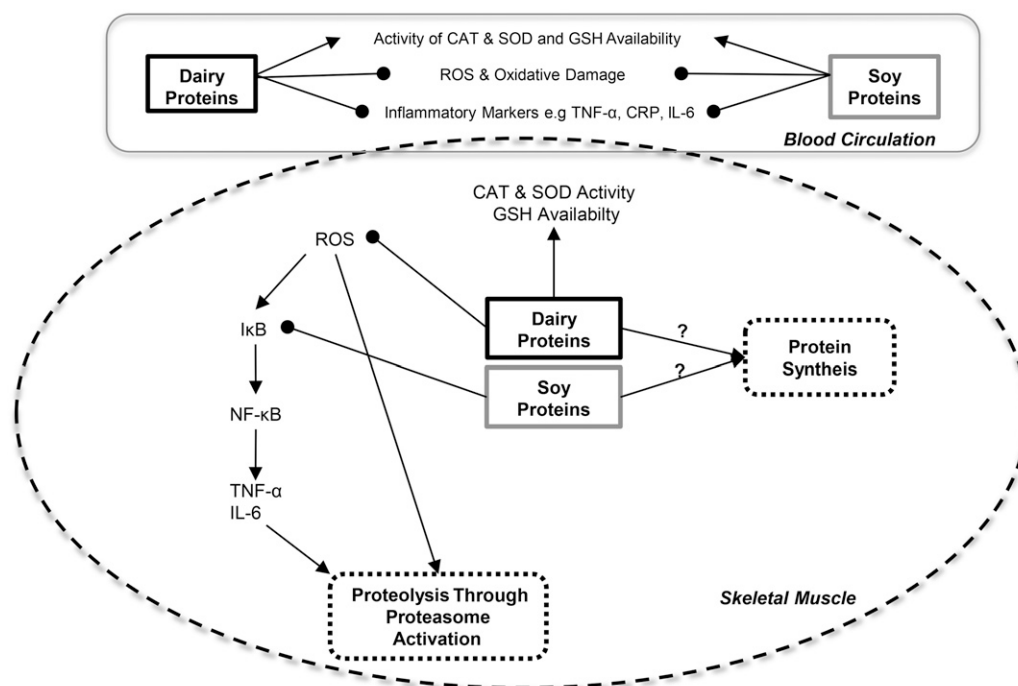 Activity of CAT & SOD and GSH Availability
Dairy
Proteins
ROS & Oxidative Damage
Soy
Proteins
Inflammatory Markers e.g TNF-α, CRP, IL-6
Blood Circulation
CAT & SOD Activity
GSH Availabilty
ROS
IκB
Dairy
Proteins
?
Protein
Syntheis
Soy
Proteins
?
NF-κB
TNF-α
IL-6
Proteolysis Through
Proteasome
Activation
Skeletal Muscle